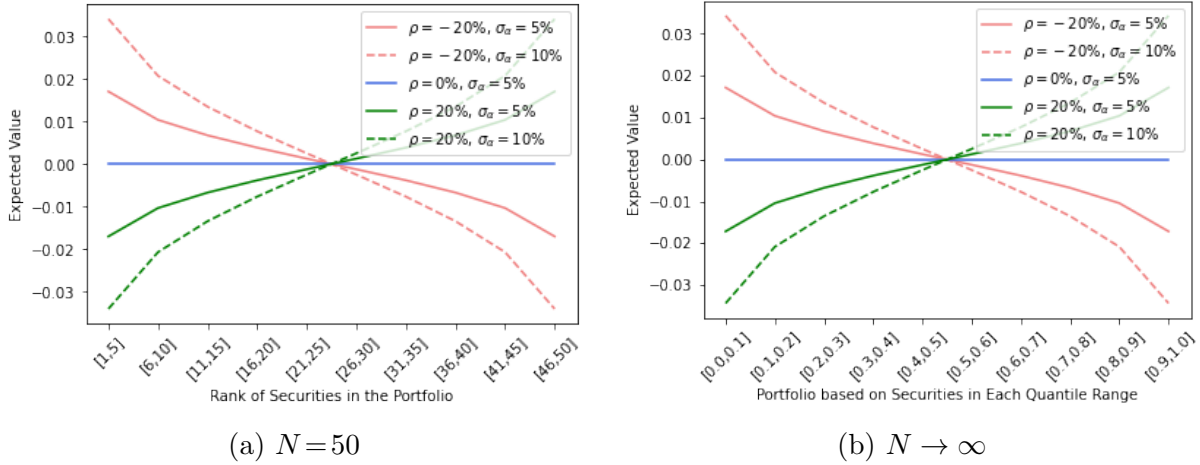 0.03
0.02
0.01
0.00
−0.01
−0.02
−0.03
Expected Value
ρ = −20%, σα = 5%
ρ = −20%, σα = 10%
ρ = 0%, σα = 5%
ρ = 20%, σα = 5%
ρ = 20%, σα = 10%
[1,5]
[6,10]
[11,15]
[16,20]
[21,25]
[26,30]
[31,35]
[36,40]
[41,45]
[46,50]
Rank of Securities in the Portfolio
(a) N = 50
0.03
0.02
0.01
0.00
−0.01
−0.02
−0.03
Expected Value
ρ = −20%, σα = 5%
ρ = −20%, σα = 10%
ρ = 0%, σα = 5%
ρ = 20%, σα = 5%
ρ = 20%, σα = 10%
[0.0,0.1]
[0.1,0.2]
[0.2,0.3]
[0.3,0.4]
[0.4,0.5]
[0.5,0.6]
[0.6,0.7]
[0.7,0.8]
[0.8,0.9]
[0.9,1.0]
Portfolio based on Securities in Each Quantile Range
(b) N → ∞